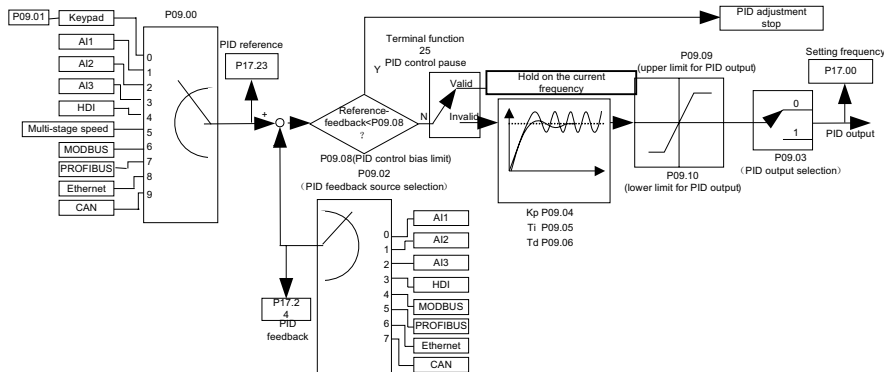 P09.01
Keypad
AI1
AI2
AI3
HDI
Multi-stage speed
MODBUS
PROFIBUS
Ethernet
CAN
P09.00
0
1
2
3
4
5
6
7
8
9
PID reference
P17.23
+
-
Reference-
feedback<P09.08
?
Y
N
P09.08(PID control bias limit)
Terminal function
25
PID control pause
Valid
Invalid
PID adjustment
stop
Hold on the current
frequency
Kp P09.04
Ti P09.05
Td P09.06
P09.09
(upper limit for PID output)
P09.10
(lower limit for PID output)
0
1
P09.03
(PID output selection)
Setting frequency
P17.00
PID output
P09.02
(PID feedback source selection)
0
1
2
3
4
5
6
7
AI1
AI2
AI3
HDI
MODBUS
PROFIBUS
Ethernet
CAN
P17.2
4
PID
feedback